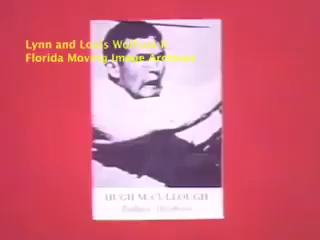 Lynn and Louis Wolfson II
Florida Moving Image Archives
HUGH McCULLOUGH